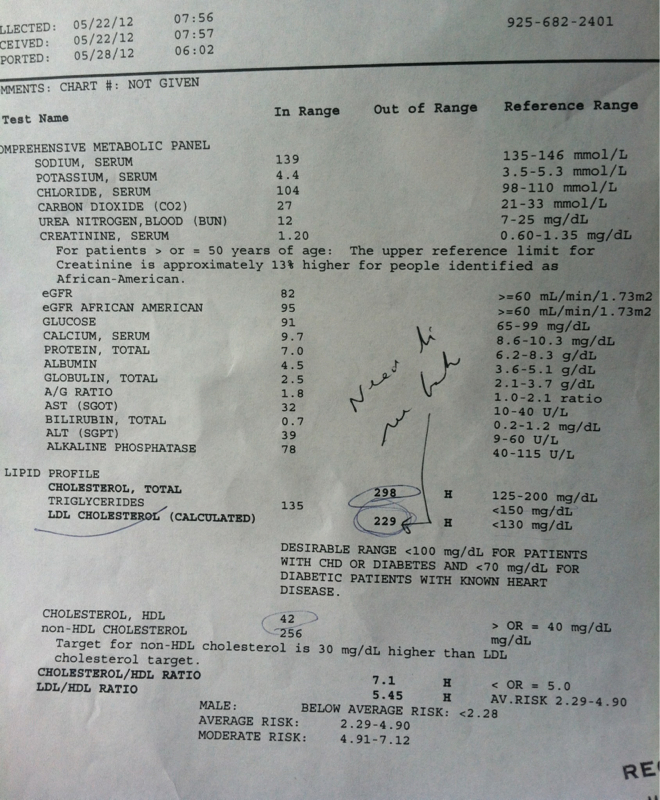 LLECTED: 05/22/12 07:56 925-682-2401
CEIVED: 05/22/12 07:57
PORTED: 05/28/12 06:02
MMENTS: CHART #: NOT GIVEN
Test Name In Range Out of Range Reference Range
OMPREHENSIVE METABOLIC PANEL
SODIUM, SERUM 139 135-146 mmol/L
POTASSIUM, SERUM 4.4 3.5-5.3 mmol/L
CHLORIDE, SERUM 104 98-110 mmol/L
CARBON DIOXIDE (CO2) 27 21-33 mmol/L
UREA NITROGEN,BLOOD (BUN) 12 7-25 mg/dL
CREATININE, SERUM 1.20 0.60-1.35 mg/dL
For patients > or = 50 years of age: The upper reference limit for
Creatinine is approximately 13% higher for people identified as
African-American.
eGFR 82 >=60 mL/min/1.73m2
eGFR AFRICAN AMERICAN 95 >=60 mL/min/1.73m2
GLUCOSE 91 65-99 mg/dL
CALCIUM, SERUM 9.7 8.6-10.3 mg/dL
PROTEIN, TOTAL 7.0 6.2-8.3 g/dL
ALBUMIN 4.5 3.6-5.1 g/dL
GLOBULIN, TOTAL 2.5 2.1-3.7 g/dL
A/G RATIO 1.8 1.0-2.1 ratio
AST (SGOT) 32 10-40 U/L
BILIRUBIN, TOTAL 0.7 0.2-1.2 mg/dL
ALT (SGPT) 39 9-60 U/L
ALKALINE PHOSPHATASE 78 40-115 U/L
Need
LIPID PROFILE
CHOLESTEROL, TOTAL 298 H 125-200 mg/dL
TRIGLYCERIDES 135 <150 mg/dL
LDL CHOLESTEROL (CALCULATED) 229 H <130 mg/dL
DESIRABLE RANGE <100 mg/dL FOR PATIENTS
WITH CHD OR DIABETES AND <70 mg/dL FOR
DIABETIC PATIENTS WITH KNOWN HEART
DISEASE.
CHOLESTEROL, HDL 42 > OR = 40 mg/dL
non-HDL CHOLESTEROL 256 mg/dL
Target for non-HDL cholesterol is 30 mg/dL higher than LDL
cholesterol target.
CHOLESTEROL/HDL RATIO 7.1 H < OR = 5.0
LDL/HDL RATIO 5.45 H AV.RISK 2.29-4.90
MALE: BELOW AVERAGE RISK: <2.28
AVERAGE RISK: 2.29-4.90
MODERATE RISK: 4.91-7.12
REC